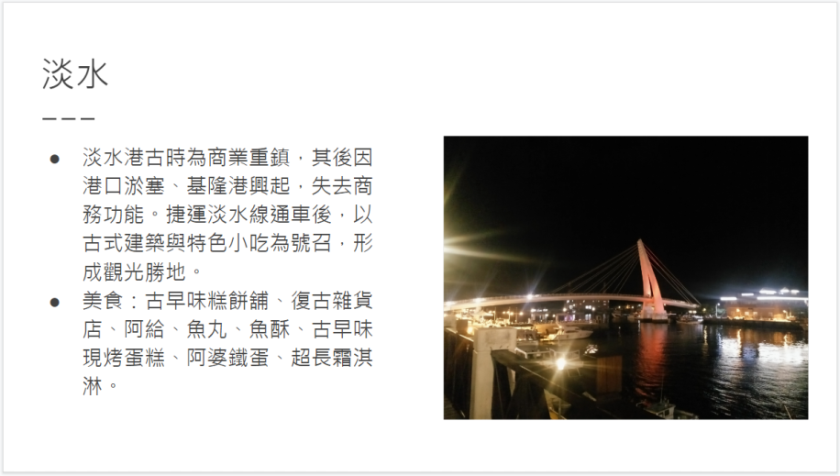 淡水
● 淡水港古時為商業重鎮，其後因
港口淤塞、基隆港興起，失去商
務功能。捷運淡水線通車後，以
古式建築與特色小吃為號召，形
成觀光勝地。
● 美食：古早味糕餅鋪、復古雜貨
店、阿給、魚丸、魚酥、古早味
現烤蛋糕、阿婆鐵蛋、超長霜淇
淋。